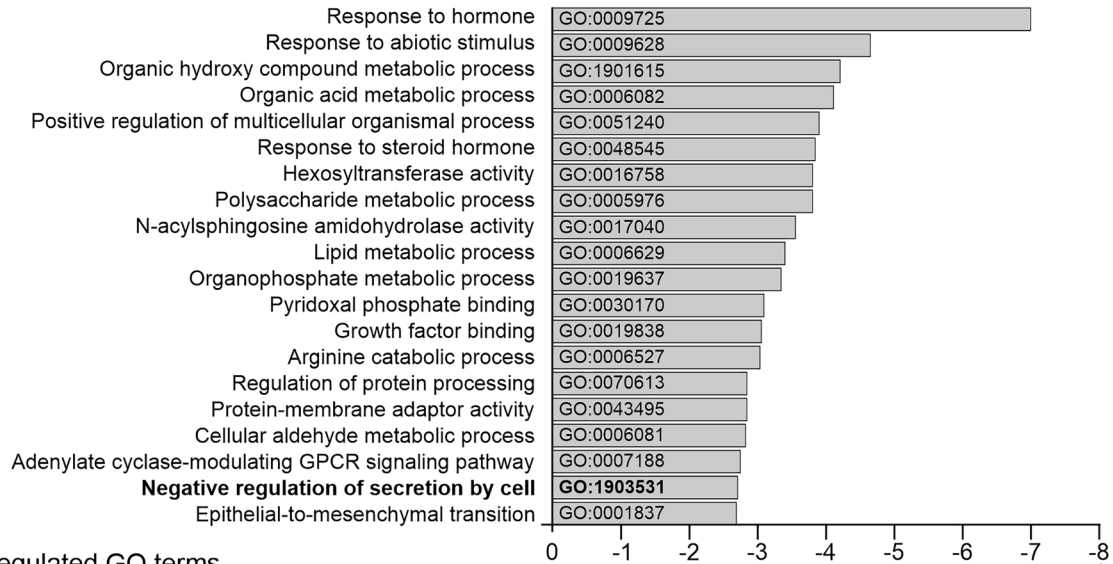 Response to hormone GO:0009725
Response to abiotic stimulus GO:0009628
Organic hydroxy compound metabolic process GO:1901615
Organic acid metabolic process GO:0006082
Positive regulation of multicellular organismal process GO:0051240
Response to steroid hormone GO:0048545
Hexosyltransferase activity GO:0016758
Polysaccharide metabolic process GO:0005976
N-acylsphingosine amidohydrolase activity GO:0017040
Lipid metabolic process GO:0006629
Organophosphate metabolic process GO:0019637
Pyridoxal phosphate binding GO:0030170
Growth factor binding GO:0019838
Arginine catabolic process GO:0006527
Regulation of protein processing GO:0070613
Protein-membrane adaptor activity GO:0043495
Cellular aldehyde metabolic process GO:0006081
Adenylate cyclase-modulating GPCR signaling pathway GO:0007188
Negative regulation of secretion by cell GO:1903531
Epithelial-to-mesenchymal transition GO:0001837
0 -1 -2 -3 -4 -5 -6 -7 -8
GO terms